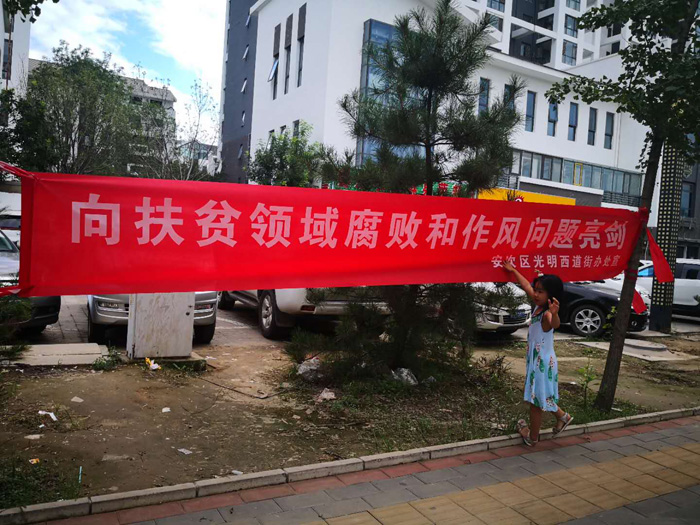 向扶贫领域腐败和作风问题亮剑
安次区光明西道街办处宣